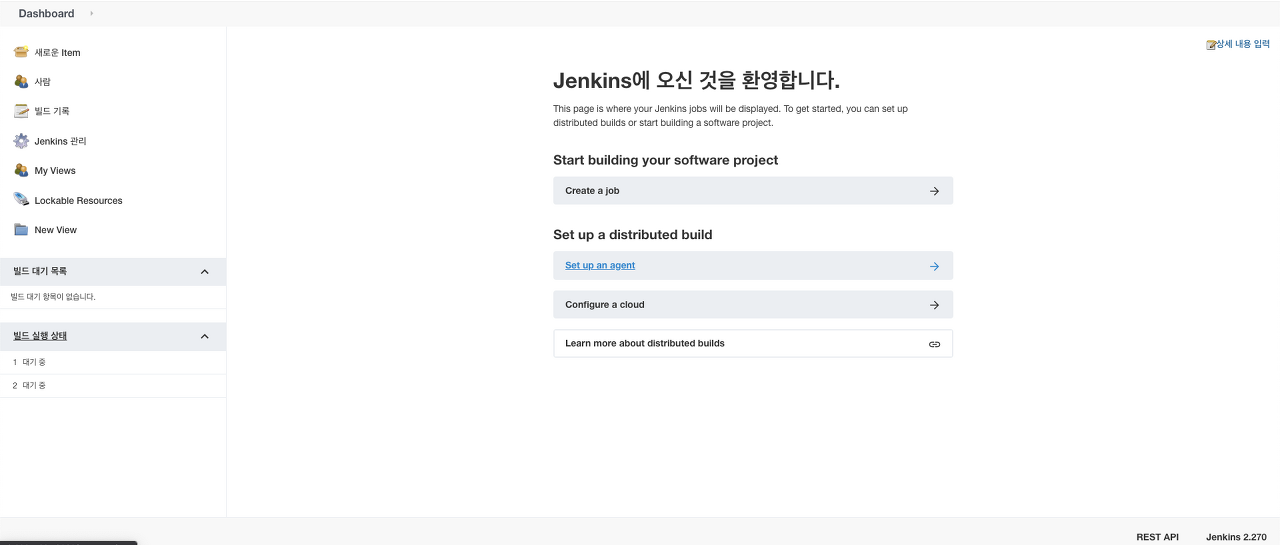 Dashboard
새로운 Item
사람
빌드 기록
Jenkins 관리
My Views
Lockable Resources
New View
빌드 대기 목록
빌드 대기 항목이 없습니다.
빌드 실행 상태
1 대기 중
2 대기 중
상세 내용 입력
Jenkins에 오신 것을 환영합니다.
This page is where your Jenkins jobs will be displayed. To get started, you can set up
distributed builds or start building a software project.
Start building your software project
Create a job
Set up a distributed build
Set up an agent
Configure a cloud
Learn more about distributed builds
REST API
Jenkins 2.270